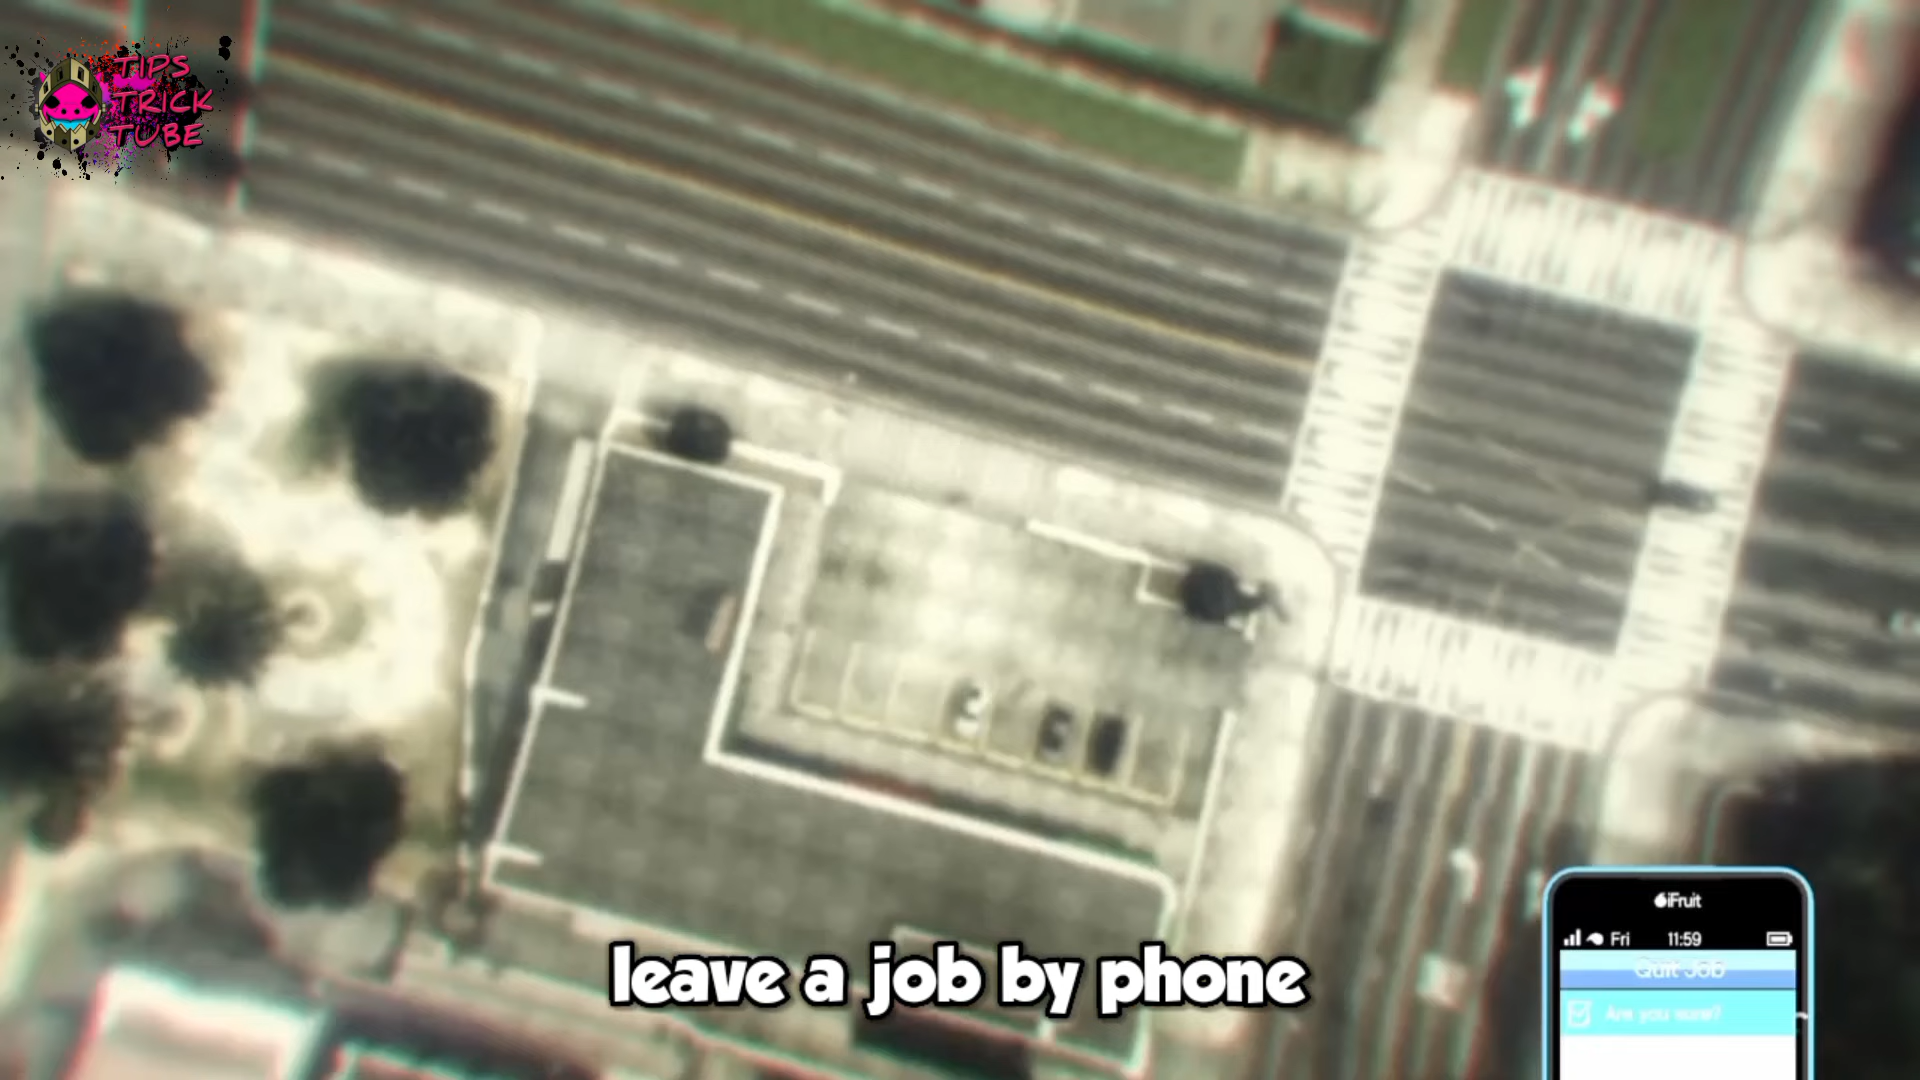 TIPS
TRICK
TUBE
iFruit
Fri 11:59
Quit Job
Are you sure?
leave a job by phone